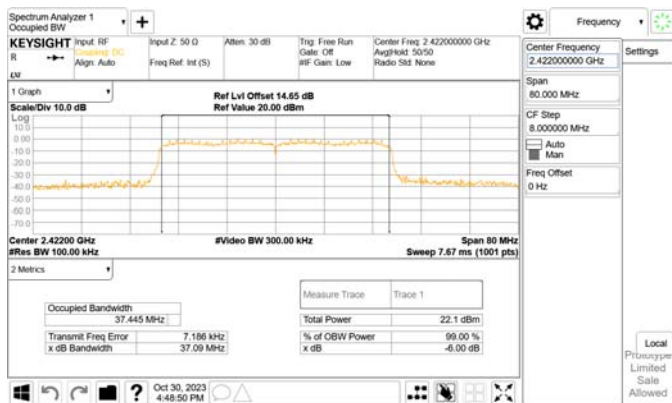 Spectrum Analyzer 1
Occupied BW
Frequency
KEYSIGHT
R
LXI
Input: RF
Coupling: DC
Align: Auto
Input Z: 50 Ω
Freq Ref: Int (S)
Atten: 30 dB
Trig: Free Run
Gate: Off
#IF Gain: Low
Center Freq: 2.422000000 GHz
Avg|Hold: 50/50
Radio Std: None
Center Frequency
2.422000000 GHz
Settings
Span
80.000 MHz
CF Step
8.000000 MHz
Auto
Man
Freq Offset
0 Hz
1 Graph
Scale/Div 10.0 dB
Ref Lvl Offset 14.65 dB
Ref Value 20.00 dBm
Log
10.0
0.00
-10.0
-20.0
-30.0
-40.0
-50.0
-60.0
-70.0
Center 2.42200 GHz
#Res BW 100.00 kHz
#Video BW 300.00 kHz
Span 80 MHz
Sweep 7.67 ms (1001 pts)
2 Metrics
Measure Trace
Trace 1
Occupied Bandwidth
37.445 MHz
Total Power
22.1 dBm
Transmit Freq Error
7.186 kHz
% of OBW Power
99.00 %
x dB Bandwidth
37.09 MHz
x dB
-6.00 dB
Local
Prototype
Limited
Sale
Allowed
?
Oct 30, 2023
4:48:50 PM